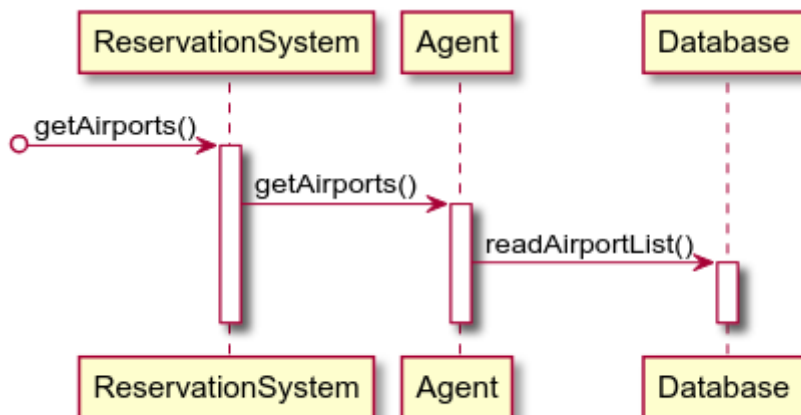 ReservationSystem Agent Database
getAirports()
getAirports()
readAirportList()
ReservationSystem Agent Database